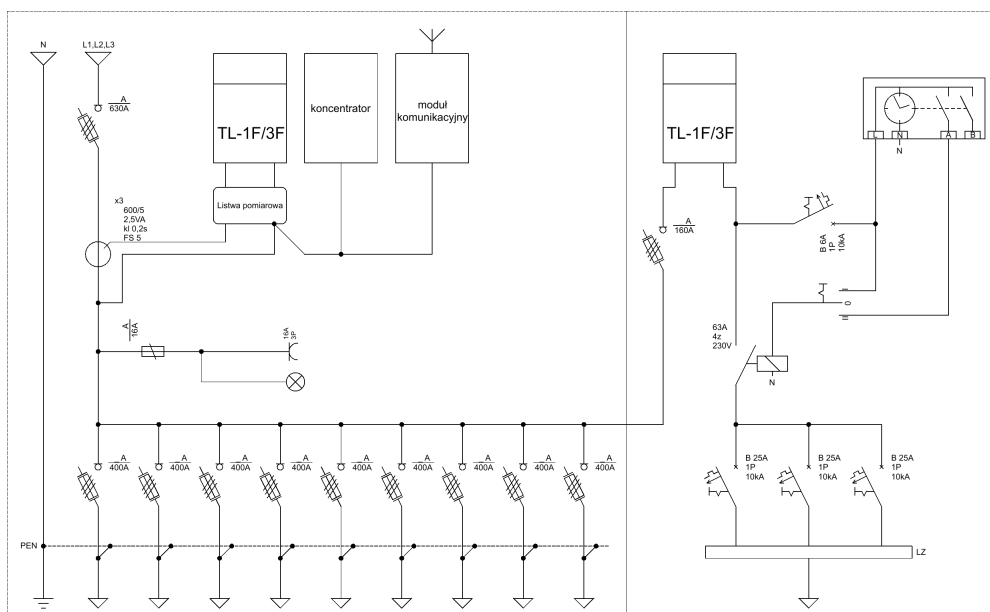 N
L1,L2,L3
A
630A
TL-1F/3F
koncentrator
moduł
komunikacyjny
Listwa pomiarowa
x3
600/5
2,5VA
kl 0,2s
FS 5
A
16A
16A
3P
A
400A
A
400A
A
400A
A
400A
A
400A
A
400A
A
400A
A
400A
A
400A
PEN
TL-1F/3F
A
160A
L
N
A
B
N
B 6A
1P
10kA
I
0
II
63A
4z
230V
N
B 25A
1P
10kA
B 25A
1P
10kA
B 25A
1P
10kA
LZ